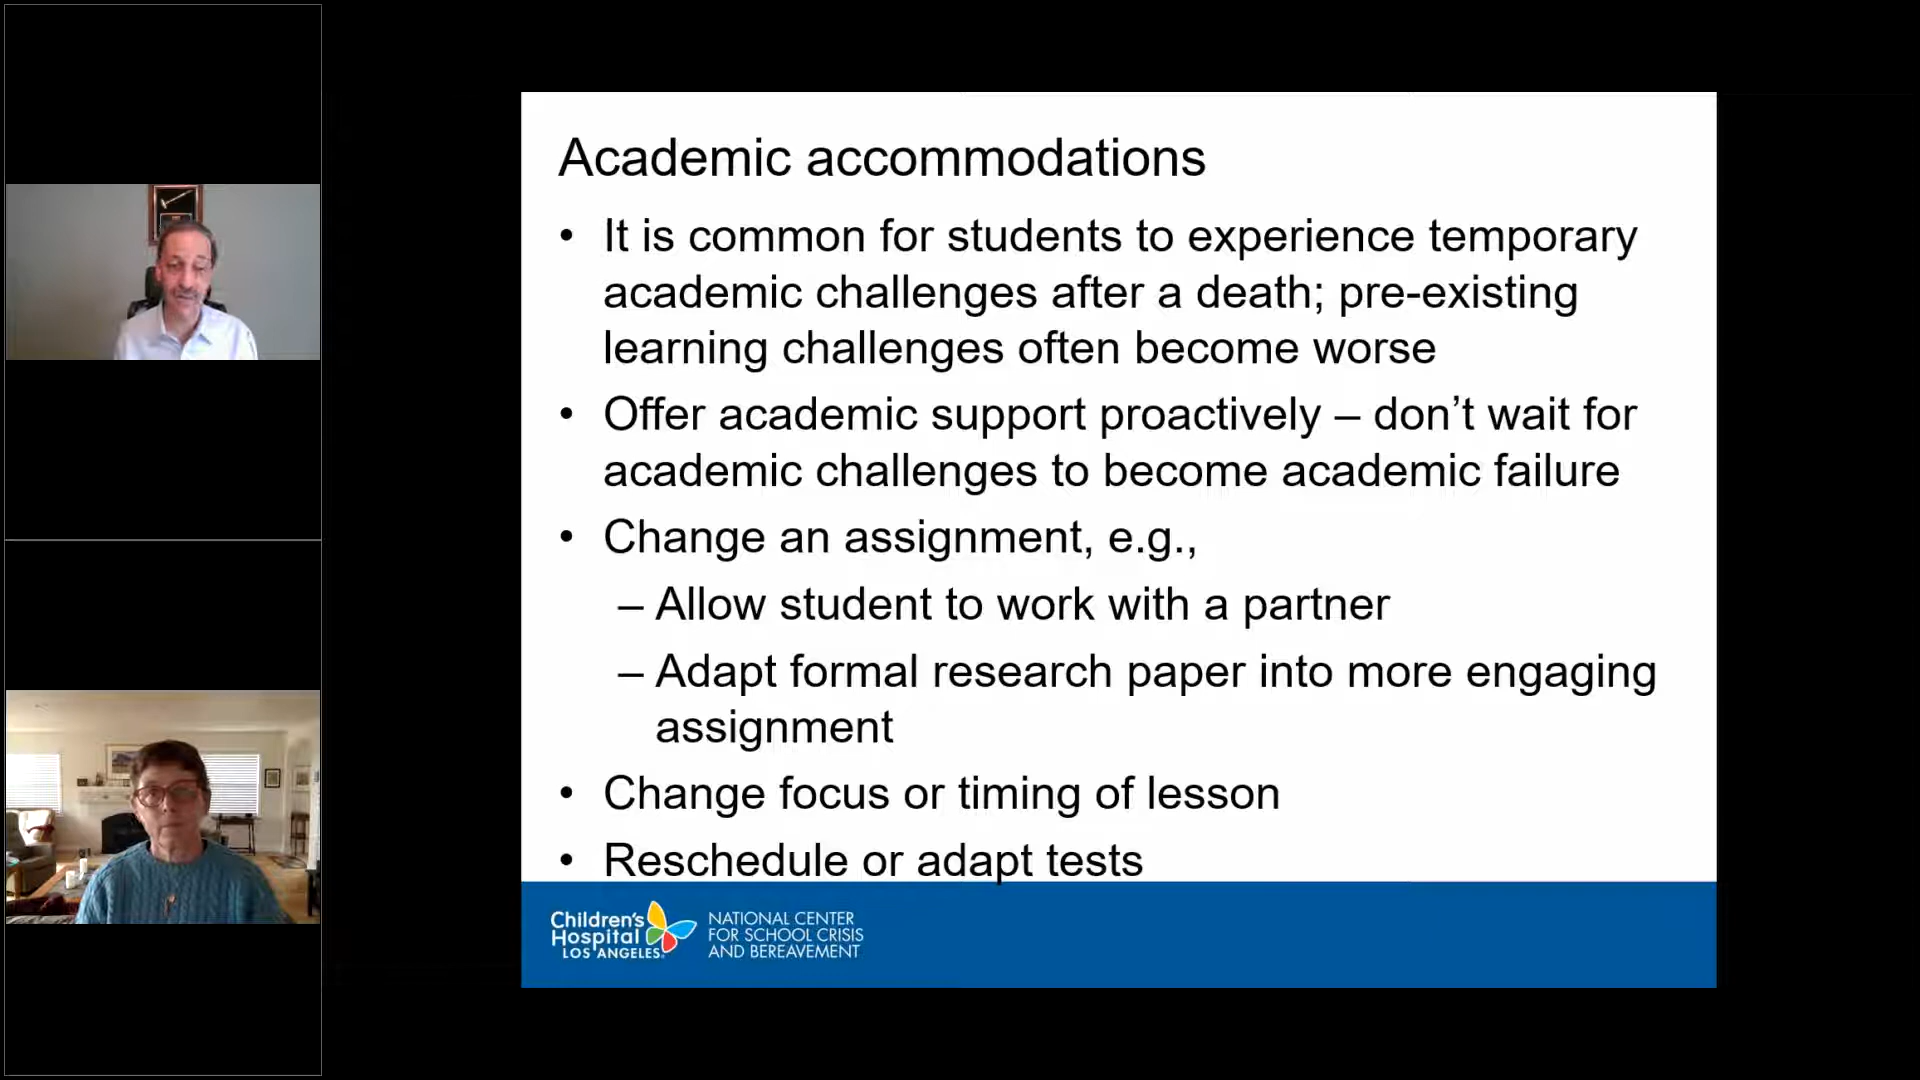 Academic accommodations
• It is common for students to experience temporary
academic challenges after a death; pre-existing
learning challenges often become worse
• Offer academic support proactively – don’t wait for
academic challenges to become academic failure
• Change an assignment, e.g.,
– Allow student to work with a partner
– Adapt formal research paper into more engaging
assignment
• Change focus or timing of lesson
• Reschedule or adapt tests
Children's
Hospital
LOS ANGELES
NATIONAL CENTER
FOR SCHOOL CRISIS
AND BEREAVEMENT